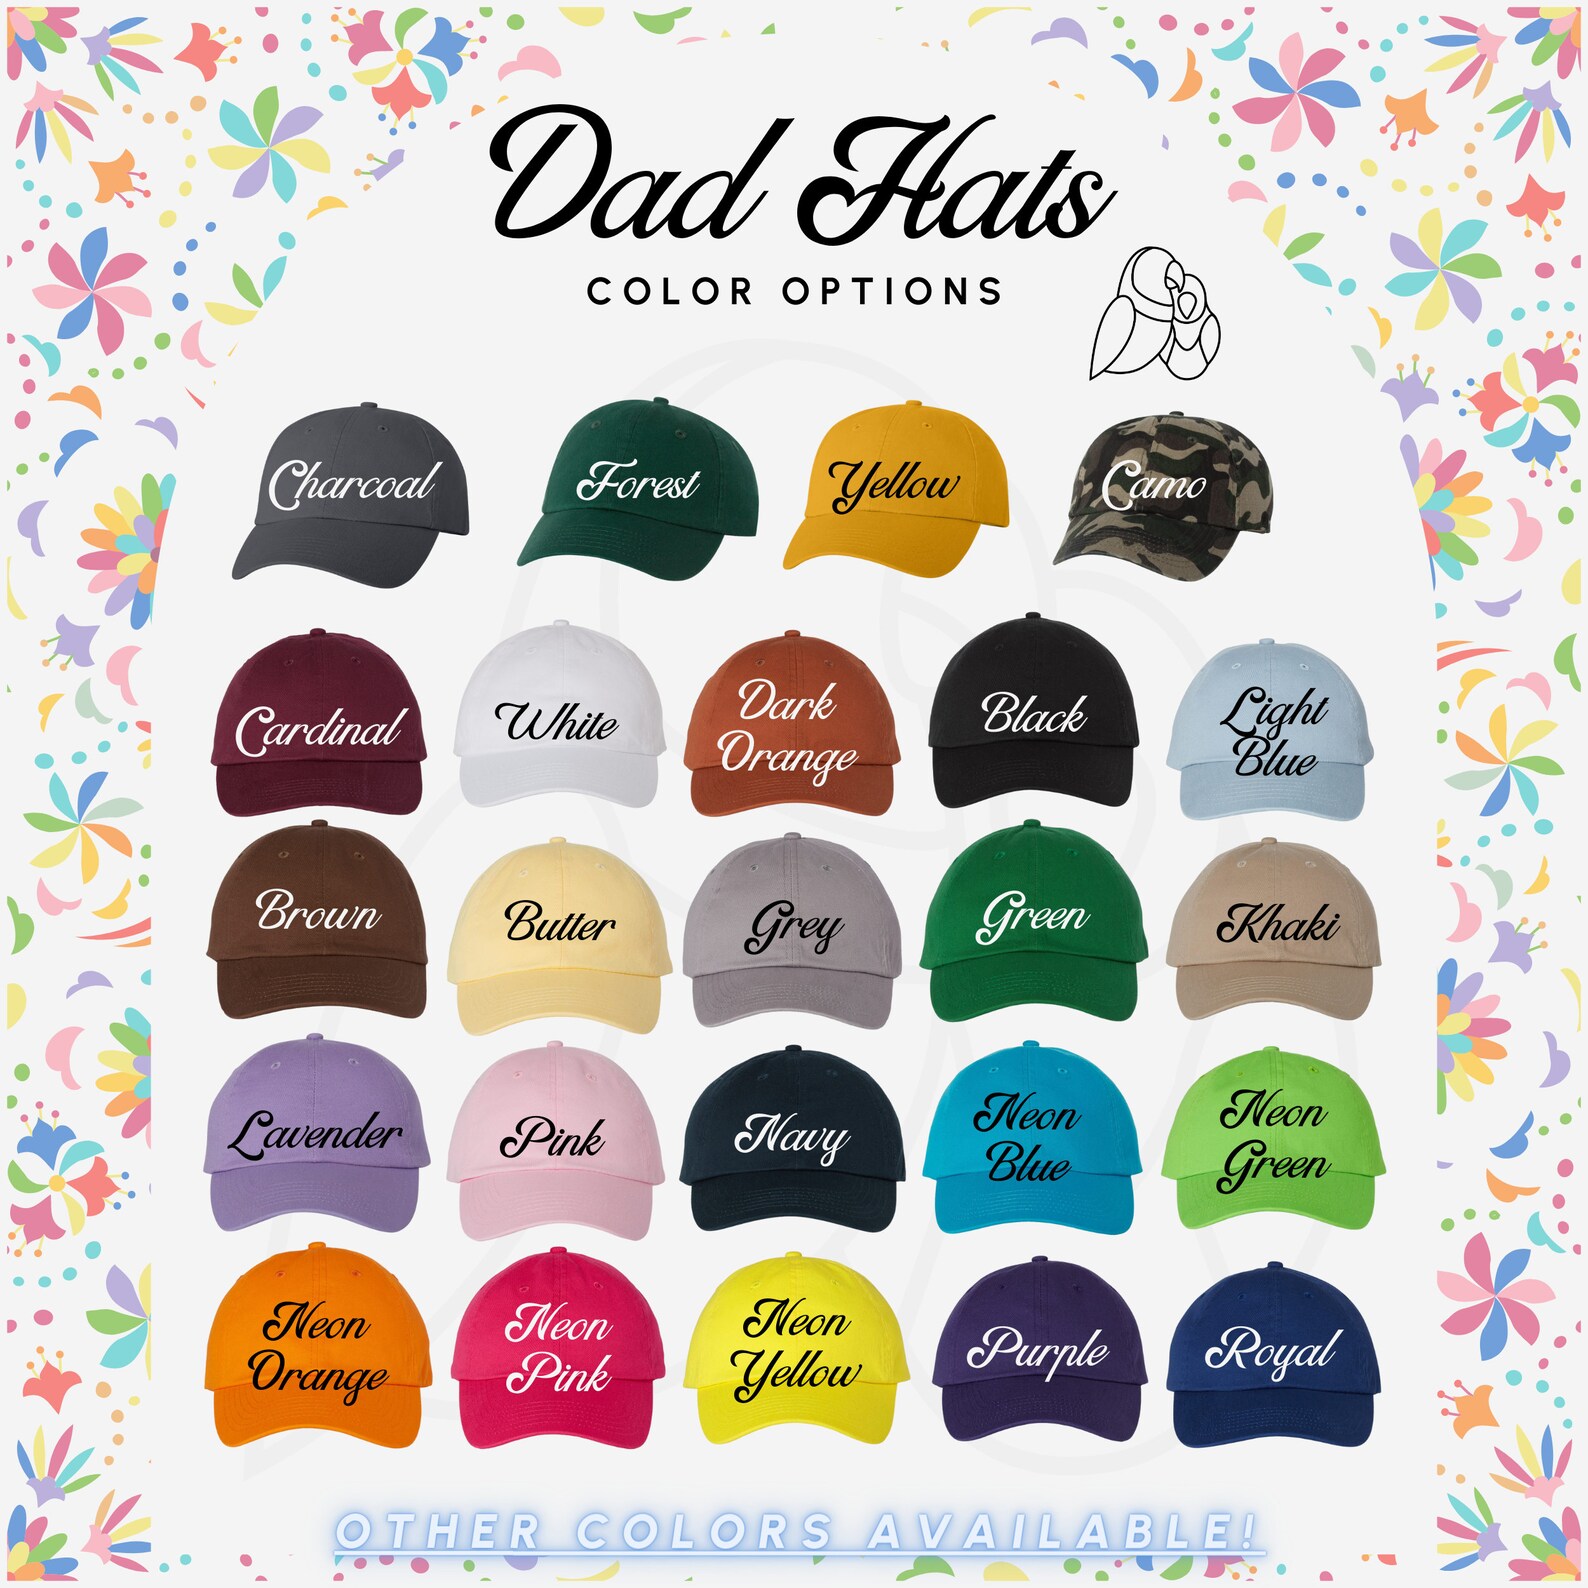 Dad Hats
COLOR OPTIONS
Charcoal
Forest
Yellow
Camo
Cardinal
White
Dark
Orange
Black
Light
Blue
Brown
Butter
Grey
Green
Khaki
Lavender
Pink
Navy
Neon
Blue
Neon
Green
Neon
Orange
Neon
Pink
Neon
Yellow
Purple
Royal
OTHER COLORS AVAILABLE!